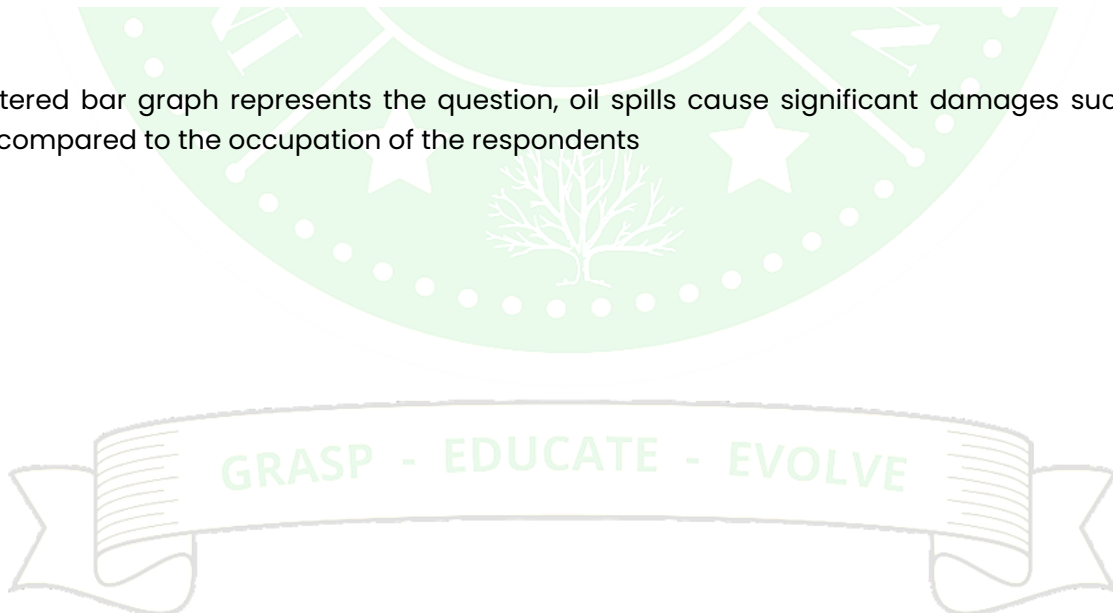 tered bar graph represents the question, oil spills cause significant damages suc
compared to the occupation of the respondents
GRASP - EDUCATE - EVOLVE